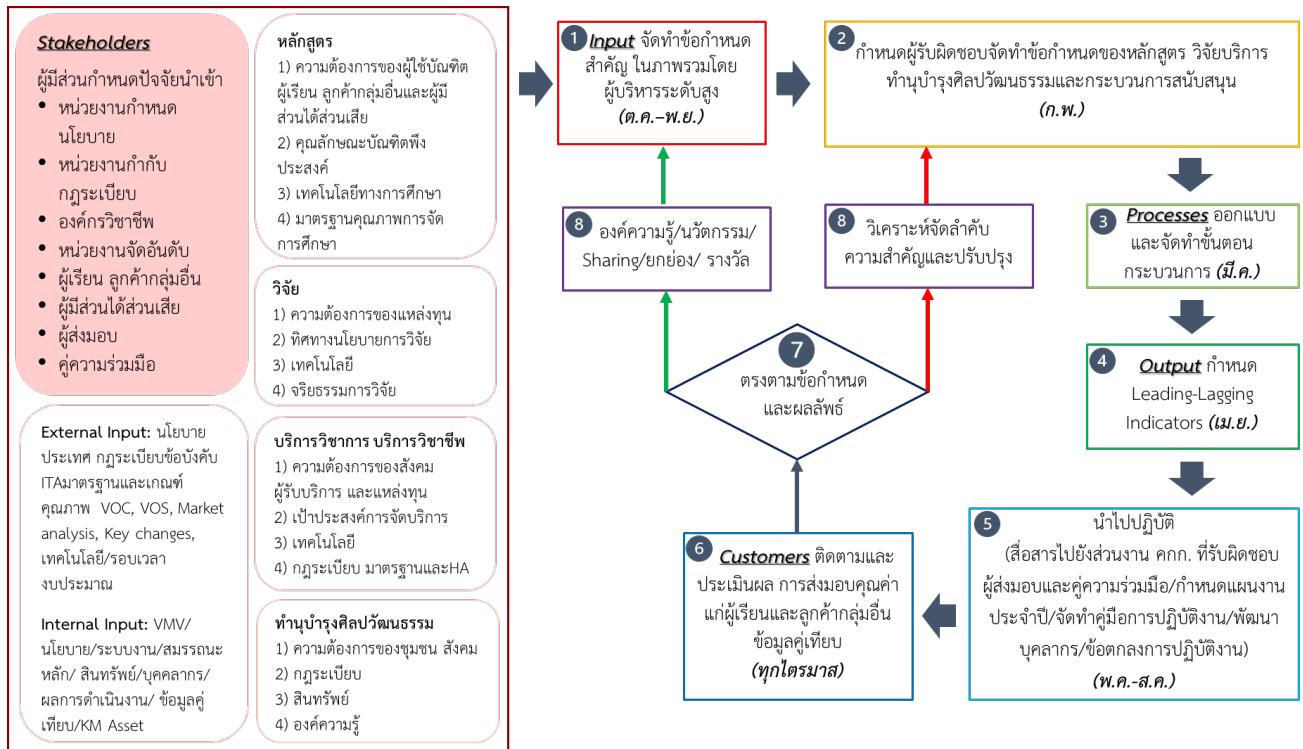 Stakeholders
ผู้มีส่วนกำหนดปัจจัยนำเข้า
• หน่วยงานกำหนด
นโยบาย
• หน่วยงานกำกับ
กฎระเบียบ
• องค์กรวิชาชีพ
• หน่วยงานจัดอันดับ
• ผู้เรียน ลูกค้ากลุ่มอื่น
• ผู้มีส่วนได้ส่วนเสีย
• ผู้ส่งมอบ
• คู่ความร่วมมือ
External Input: นโยบาย
ประเทศ กฎระเบียบข้อบังคับ
ITAมาตรฐานและเกณฑ์
คุณภาพ VOC, VOS, Market
analysis, Key changes,
เทคโนโลยี/รอบเวลา
งบประมาณ
Internal Input: VMV/
นโยบาย/ระบบงาน/สมรรถนะ
หลัก/ สินทรัพย์/บุคคลากร/
ผลการดำเนินงาน/ ข้อมูลคู่
เทียบ/KM Asset
หลักสูตร
1) ความต้องการของผู้ใช้บัณฑิต
ผู้เรียน ลูกค้ากลุ่มอื่นและผู้มี
ส่วนได้ส่วนเสีย
2) คุณลักษณะบัณฑิตพึง
ประสงค์
3) เทคโนโลยีทางการศึกษา
4) มาตรฐานคุณภาพการจัด
การศึกษา
วิจัย
1) ความต้องการของแหล่งทุน
2) ทิศทางนโยบายการวิจัย
3) เทคโนโลยี
4) จริยธรรมการวิจัย
บริการวิชาการ บริการวิชาชีพ
1) ความต้องการของสังคม
ผู้รับบริการ และแหล่งทุน
2) เป้าประสงค์การจัดบริการ
3) เทคโนโลยี
4) กฎระเบียบ มาตรฐานและHA
ทำนุบำรุงศิลปวัฒนธรรม
1) ความต้องการของชุมชน สังคม
2) กฎระเบียบ
3) สินทรัพย์
4) องค์ความรู้
1 Input จัดทำข้อกำหนด
สำคัญ ในภาพรวมโดย
ผู้บริหารระดับสูง
(ต.ค.–พ.ย.)
2
กำหนดผู้รับผิดชอบจัดทำข้อกำหนดของหลักสูตร วิจัยบริการ
ทำนุบำรุงศิลปวัฒนธรรมและกระบวนการสนับสนุน
(ก.พ.)
3 Processes ออกแบบ
และจัดทำขั้นตอน
กระบวนการ (มี.ค.)
4 Output กำหนด
Leading-Lagging
Indicators (เม.ย.)
5 นำไปปฏิบัติ
(สื่อสารไปยังส่วนงาน คกก. ที่รับผิดชอบ
ผู้ส่งมอบและคู่ความร่วมมือ/กำหนดแผนงาน
ประจำปี/จัดทำคู่มือการปฏิบัติงาน/พัฒนา
บุคลากร/ข้อตกลงการปฏิบัติงาน)
(พ.ค.-ส.ค.)
6 Customers ติดตามและ
ประเมินผล การส่งมอบคุณค่า
แก่ผู้เรียนและลูกค้ากลุ่มอื่น
ข้อมูลคู่เทียบ
(ทุกไตรมาส)
7
ตรงตามข้อกำหนด
และผลลัพธ์
8 องค์ความรู้/นวัตกรรม/
Sharing/ยกย่อง/ รางวัล
8 วิเคราะห์จัดลำคับ
ความสำคัญและปรับปรุง